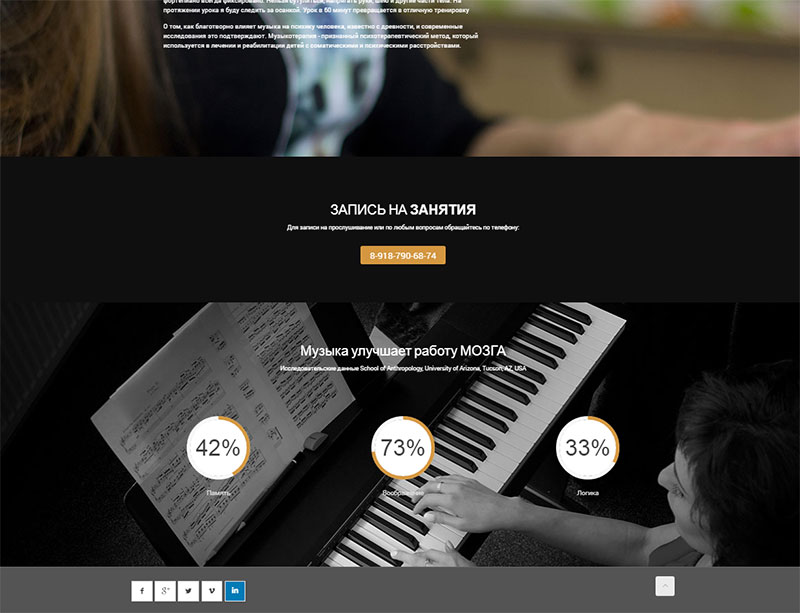 фортепиано всегда фиксировано. Нельзя сутулиться, напрягать руки, шею и другие части тела. На
протяжении урока я буду следить за осанкой. Урок в 60 минут превращается в отличную тренировку
О том, как благотворно влияет музыка на психику человека, известно с древности, и современные
исследования это подтверждают. Музыкотерапия - признанный психотерапевтический метод, который
используется в лечении и реабилитации детей с соматическими и психическими расстройствами.
ЗАПИСЬ НА ЗАНЯТИЯ
Для записи на прослушивание или по любым вопросам обращайтесь по телефону:
8-918-790-68-74
Музыка улучшает работу МОЗГА
Исследовательские данные School of Anthropology, University of Arizona, Tucson, AZ, USA
42% 73% 33%
Память Воображение Логика